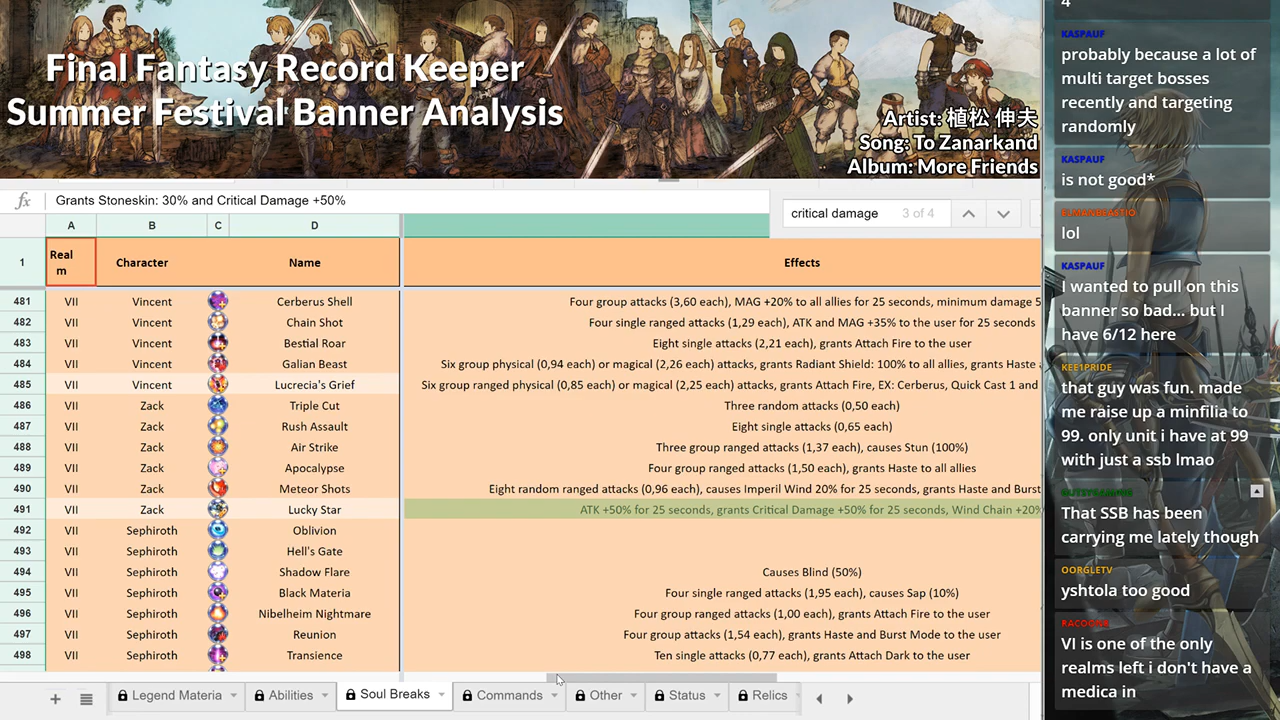 Final Fantasy Record Keeper
Summer Festival Banner Analysis
Artist: 植松 伸夫
Song: To Zanarkand
Album: More Friends
fx Grants Stoneskin: 30% and Critical Damage +50%
critical damage 3 of 4
A B C D
1 Realm Character Name Effects
481 VII Vincent Cerberus Shell Four group attacks (3,60 each), MAG +20% to all allies for 25 seconds, minimum damage 5
482 VII Vincent Chain Shot Four single ranged attacks (1,29 each), ATK and MAG +35% to the user for 25 seconds
483 VII Vincent Bestial Roar Eight single attacks (2,21 each), grants Attach Fire to the user
484 VII Vincent Galian Beast Six group physical (0,94 each) or magical (2,26 each) attacks, grants Radiant Shield: 100% to all allies, grants Haste
485 VII Vincent Lucrecia's Grief Six group ranged physical (0,85 each) or magical (2,25 each) attacks, grants Attach Fire, EX: Cerberus, Quick Cast 1 and
486 VII Zack Triple Cut Three random attacks (0,50 each)
487 VII Zack Rush Assault Eight single attacks (0,65 each)
488 VII Zack Air Strike Three group ranged attacks (1,37 each), causes Stun (100%)
489 VII Zack Apocalypse Four group ranged attacks (1,50 each), grants Haste to all allies
490 VII Zack Meteor Shots Eight random ranged attacks (0,96 each), causes Imperil Wind 20% for 25 seconds, grants Haste and Burst
491 VII Zack Lucky Star ATK +50% for 25 seconds, grants Critical Damage +50% for 25 seconds, Wind Chain +20%
492 VII Sephiroth Oblivion
493 VII Sephiroth Hell's Gate
494 VII Sephiroth Shadow Flare Causes Blind (50%)
495 VII Sephiroth Black Materia Four single ranged attacks (1,95 each), causes Sap (10%)
496 VII Sephiroth Nibelheim Nightmare Four group ranged attacks (1,00 each), grants Attach Fire to the user
497 VII Sephiroth Reunion Four group attacks (1,54 each), grants Haste and Burst Mode to the user
498 VII Sephiroth Transience Ten single attacks (0,77 each), grants Attach Dark to the user
Legend Materia Abilities Soul Breaks Commands Other Status Relics
4
KASPAUF
probably because a lot of
multi target bosses
recently and targeting
randomly
KASPAUF
is not good*
ELMANBEASTIO
lol
KASPAUF
I wanted to pull on this
banner so bad... but I
have 6/12 here
KEE1PRIDE
that guy was fun. made
me raise up a minfilia to
99. only unit i have at 99
with just a ssb lmao
That SSB has been
carrying me lately though
OORGLETV
yshtola too good
VI is one of the only
realms left i don't have a
medica in